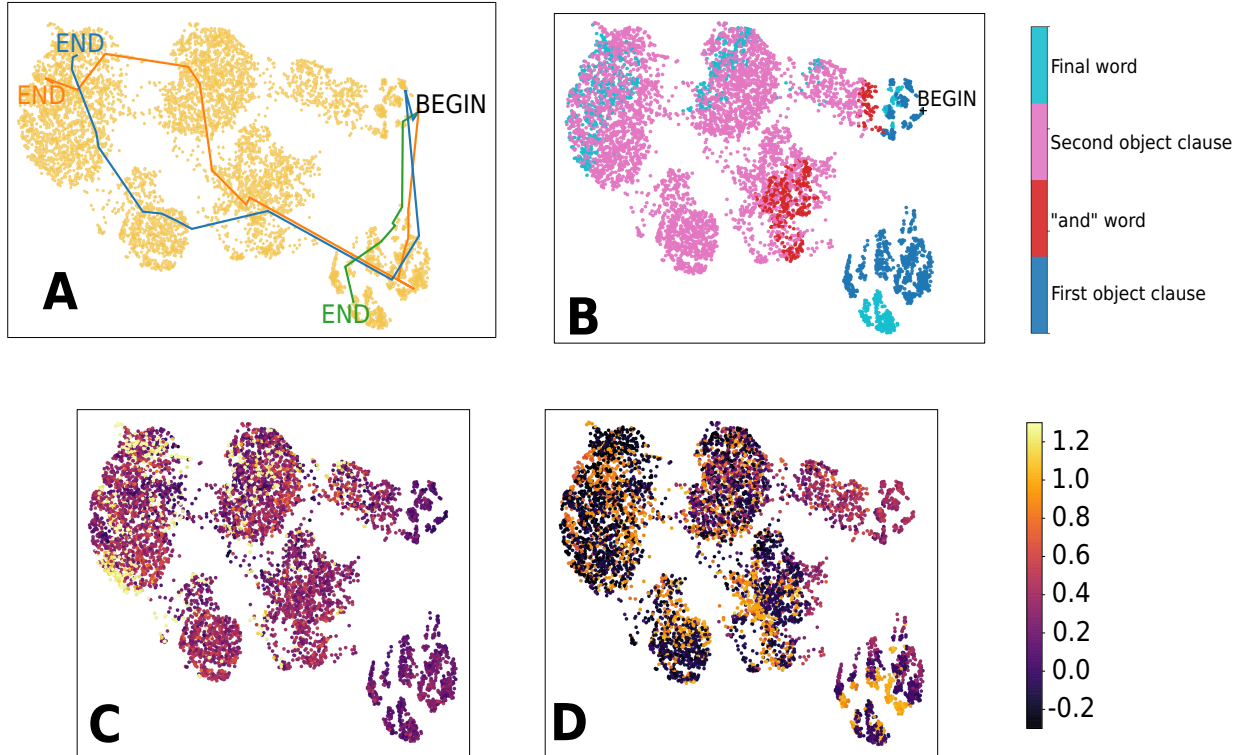 END
END
BEGIN
A
END
BEGIN
B
Final word
Second object clause
"and" word
First object clause
C
D
1.2
1.0
0.8
0.6
0.4
0.2
0.0
-0.2